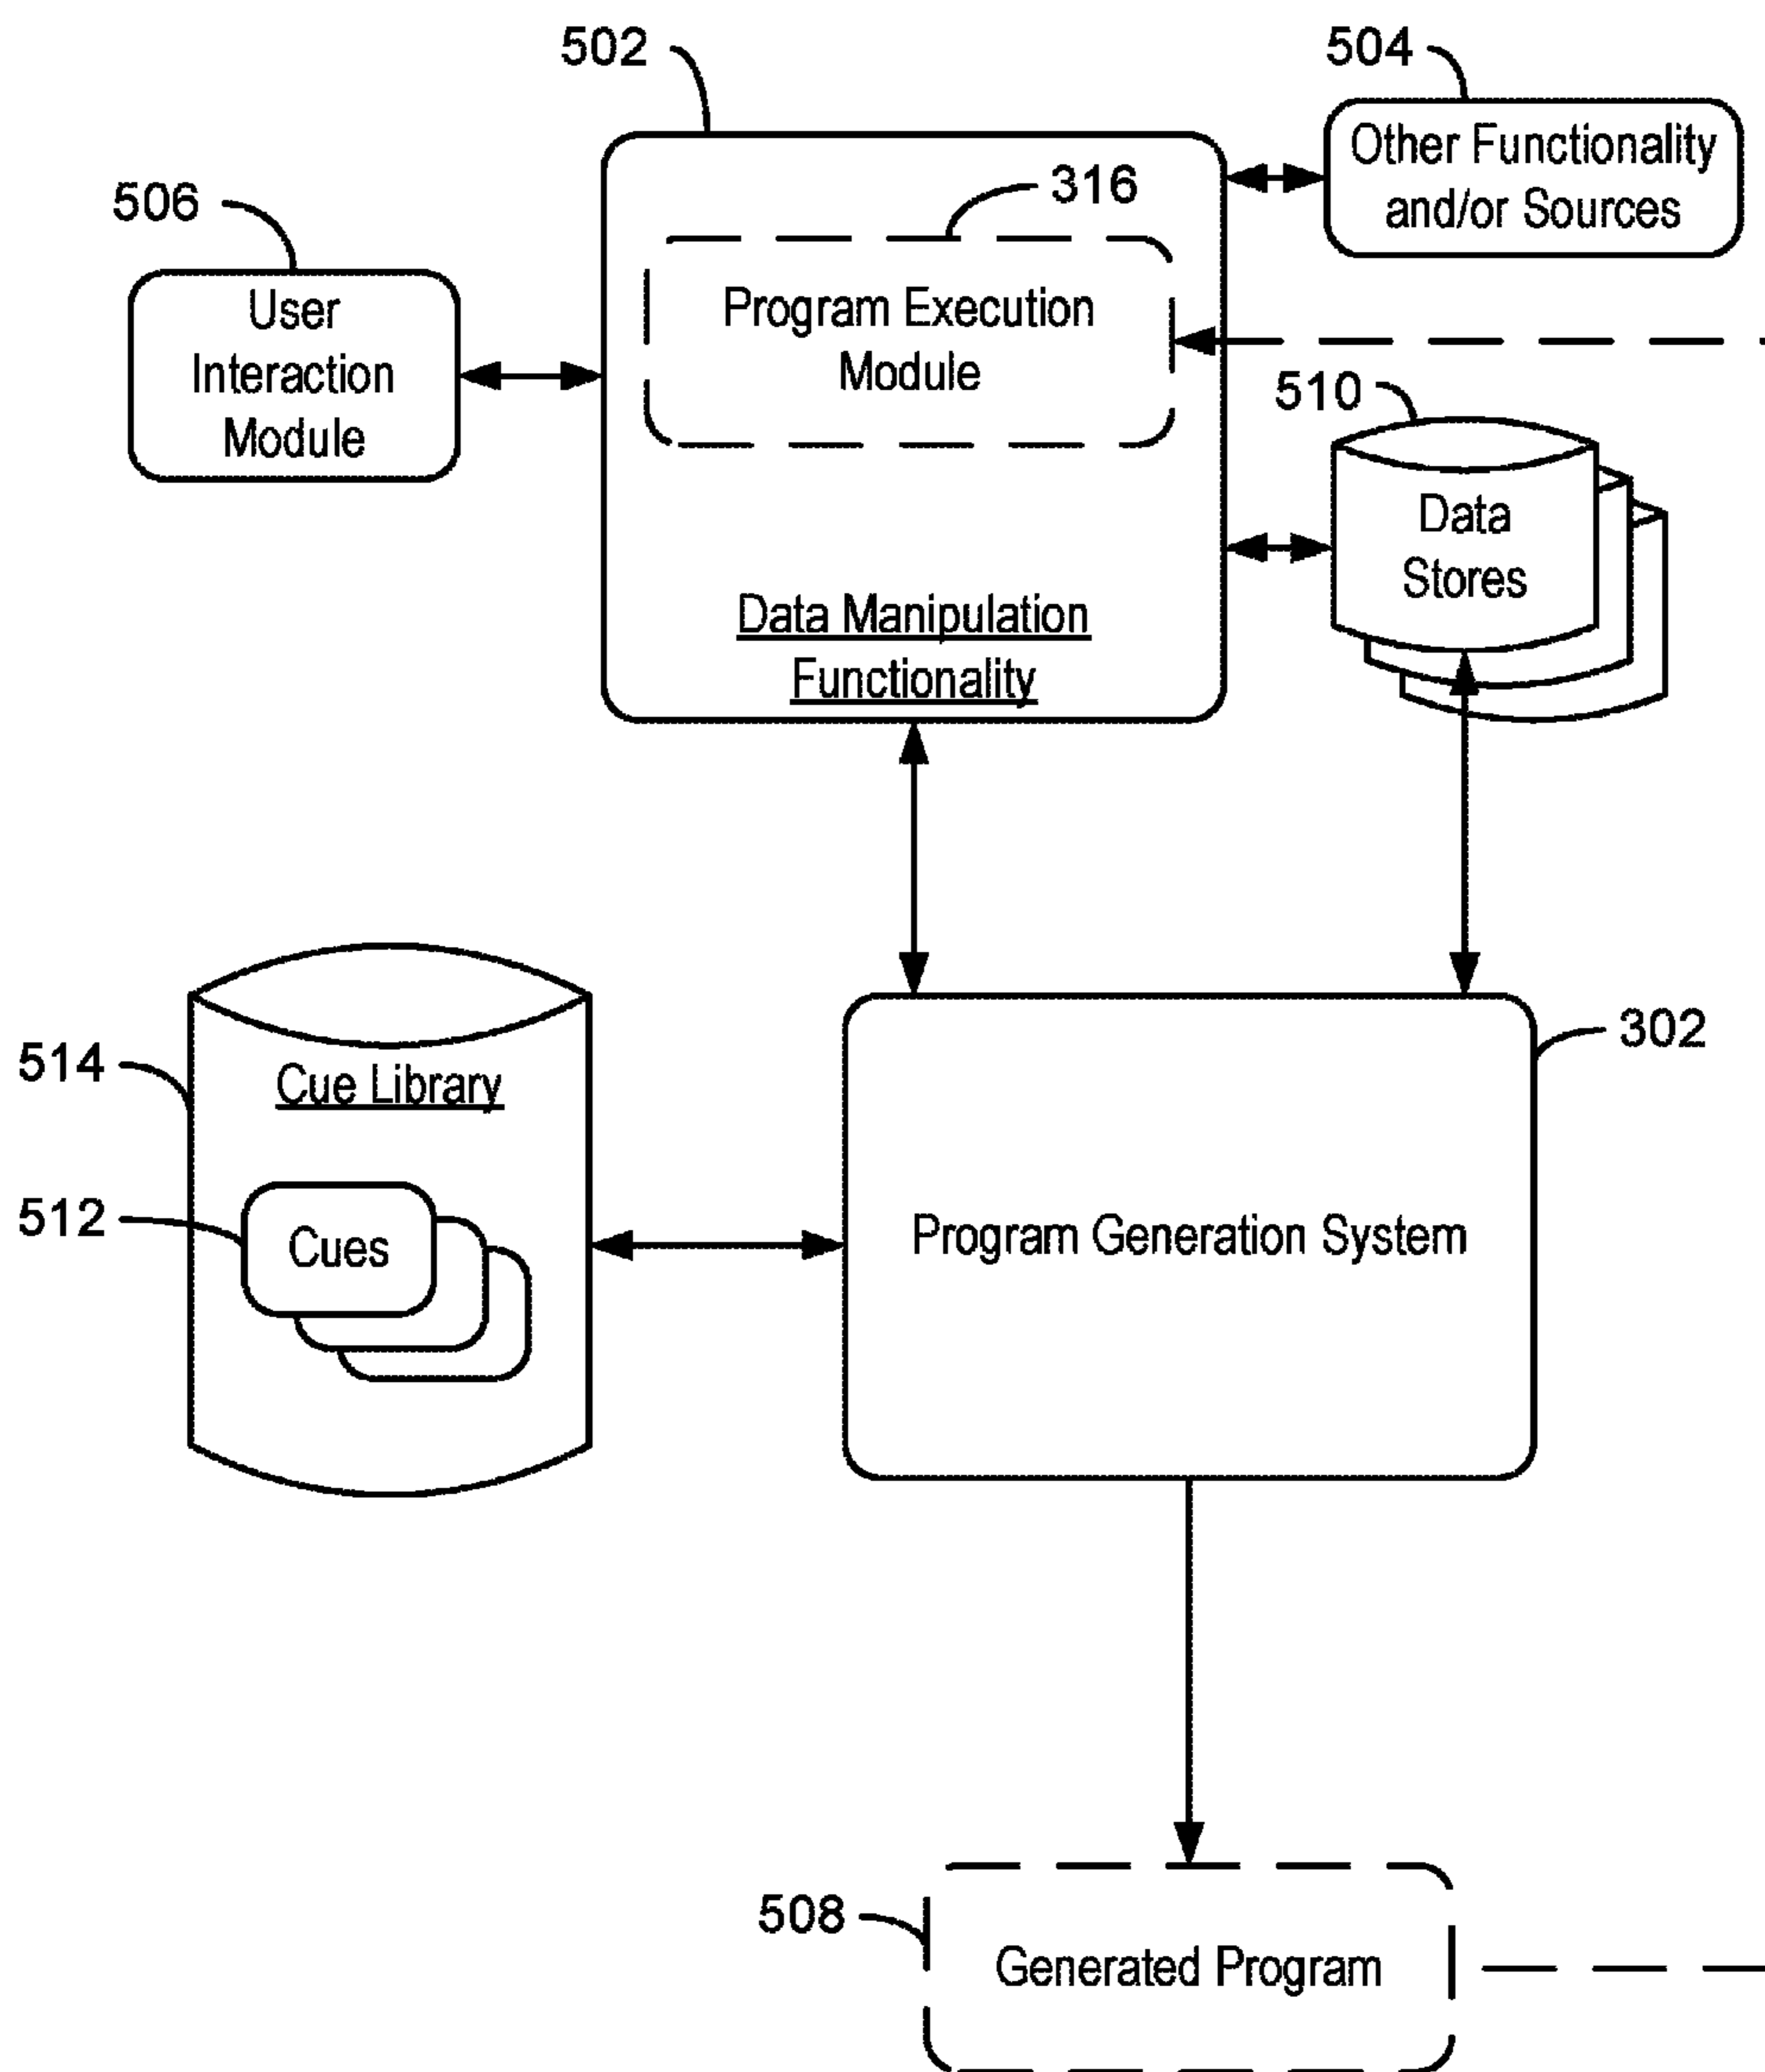 502
504
Other Functionality
and/or Sources
316
506
Program Execution
Module
User
Interaction
Module
510
Data
Stores
Data Manipulation
Functionality
302
514
Cue Library
512
Cues
Program Generation System
508
Generated Program